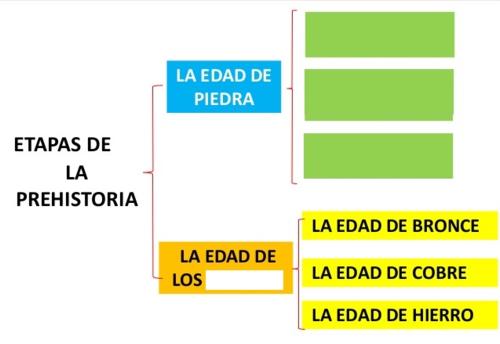 ETAPAS DE
LA
PREHISTORIA
LA EDAD DE
PIEDRA
LA EDAD DE
LOS
LA EDAD DE BRONCE
LA EDAD DE COBRE
LA EDAD DE HIERRO